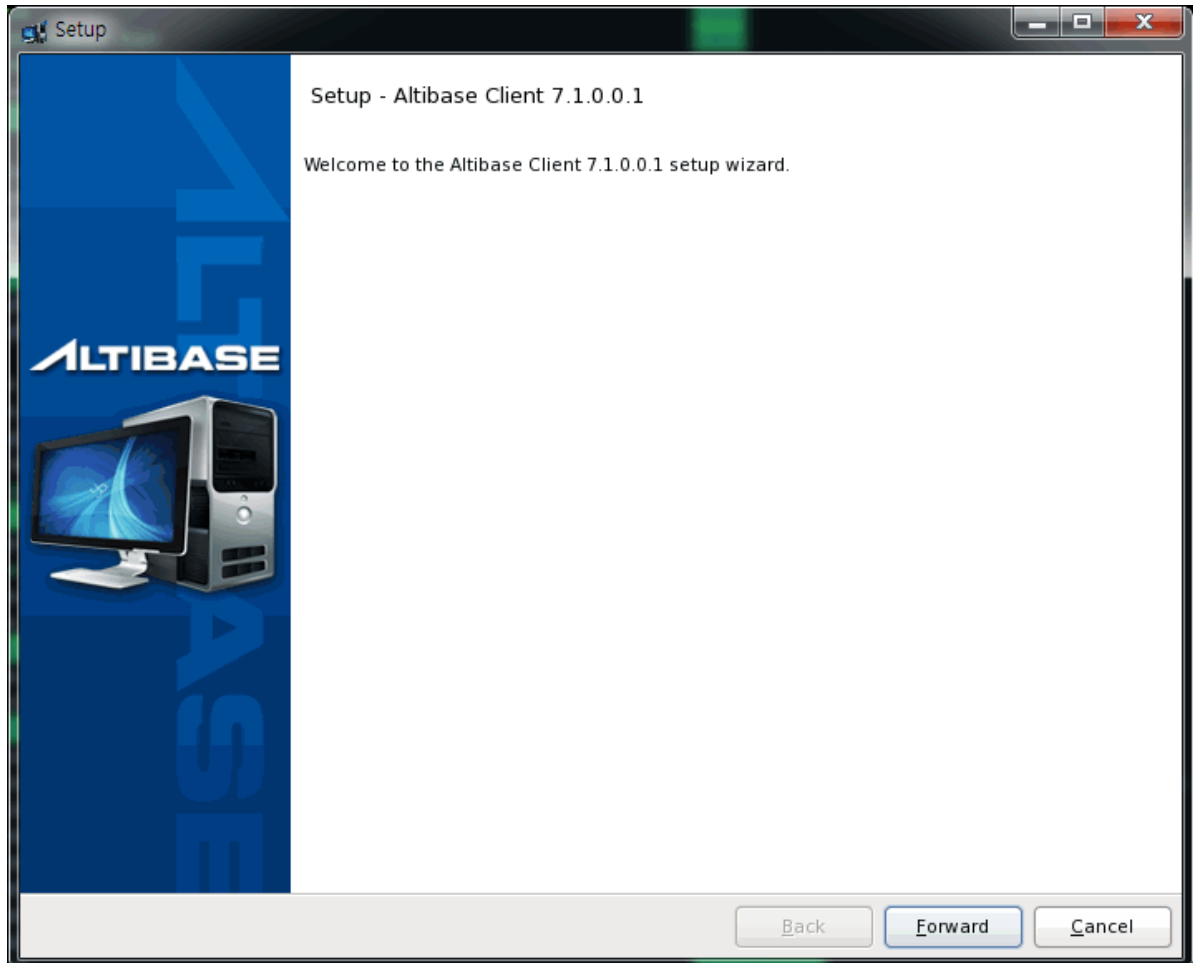 Setup
Setup - Altibase Client 7.1.0.0.1
Welcome to the Altibase Client 7.1.0.0.1 setup wizard.
ALTIBASE
ALTIBASE
Back
Forward
Cancel